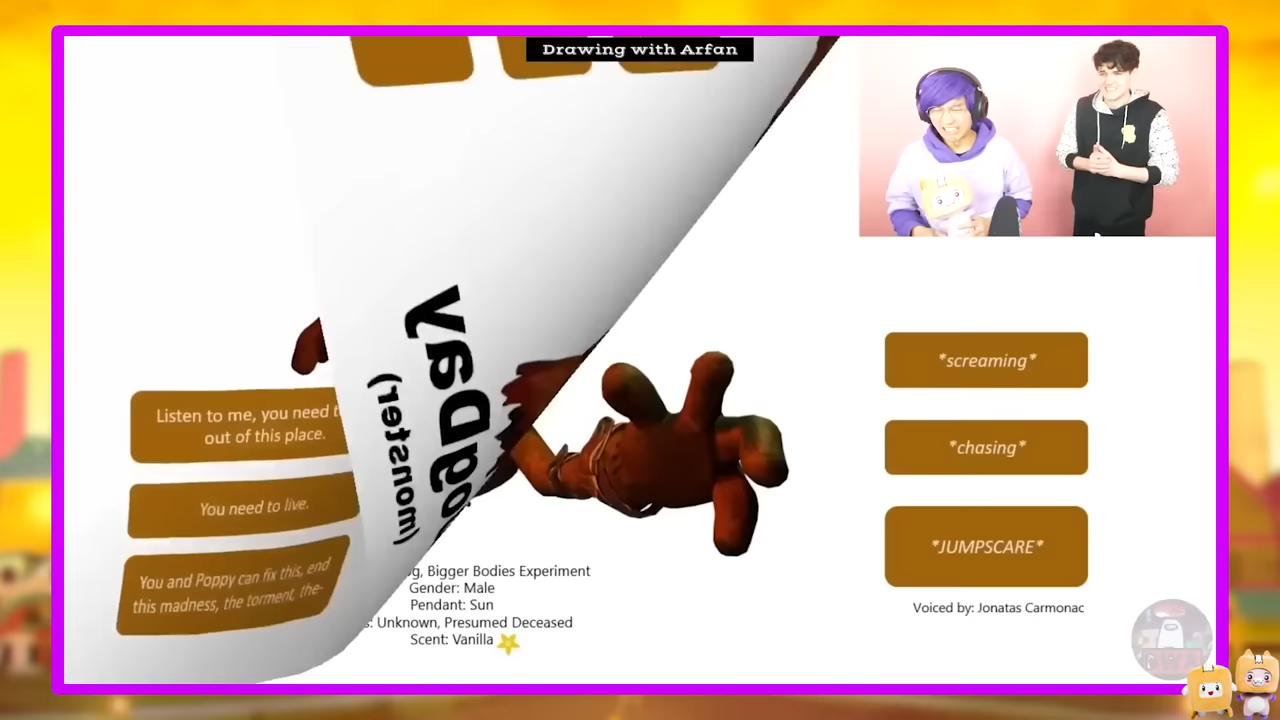 Drawing with Arfan
DogDay
(monster)
Listen to me, you need
out of this place.
You need to live.
You and Poppy can fix this, end
this madness, the torment, the-
Bigger Bodies Experiment
Gender: Male
Pendant: Sun
Unknown, Presumed Deceased
Scent: Vanilla
*screaming*
*chasing*
*JUMPSCARE*
Voiced by: Jonatas Carmonac